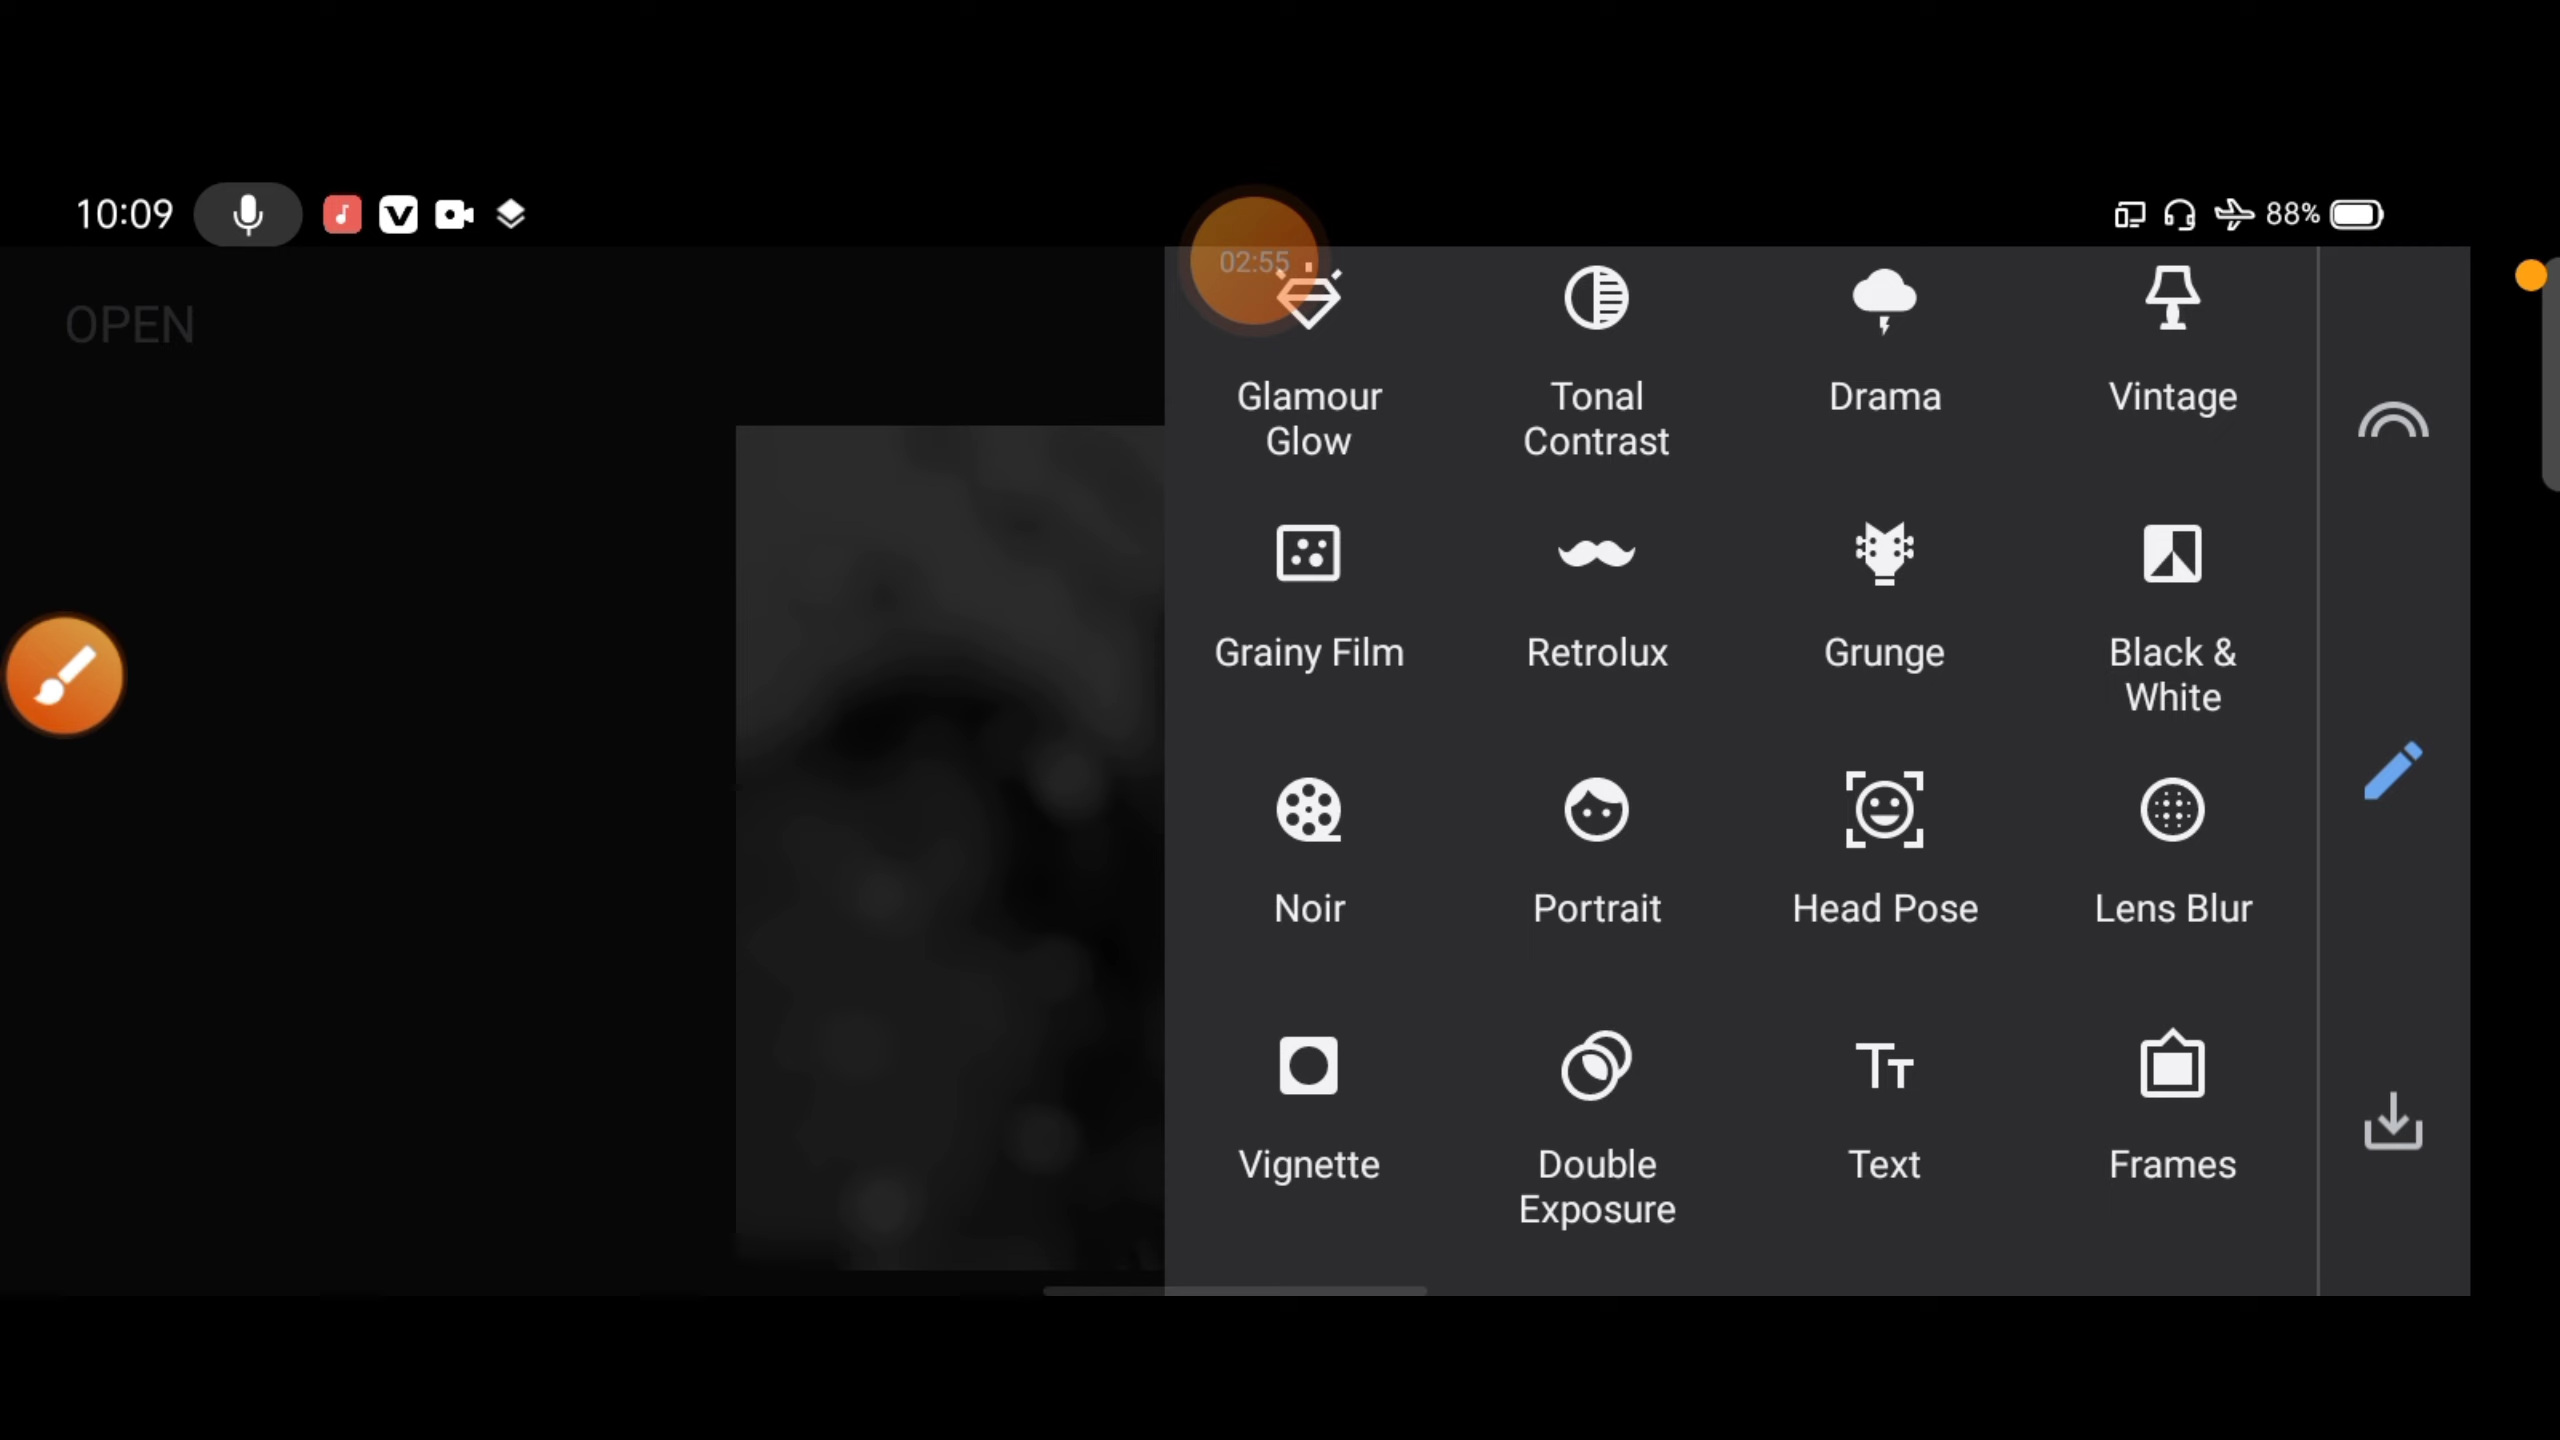 10:09
88%
02:55
OPEN
Glamour
Glow
Tonal
Contrast
Drama
Vintage
Grainy Film
Retrolux
Grunge
Black &
White
Noir
Portrait
Head Pose
Lens Blur
Vignette
Double
Exposure
Text
Frames